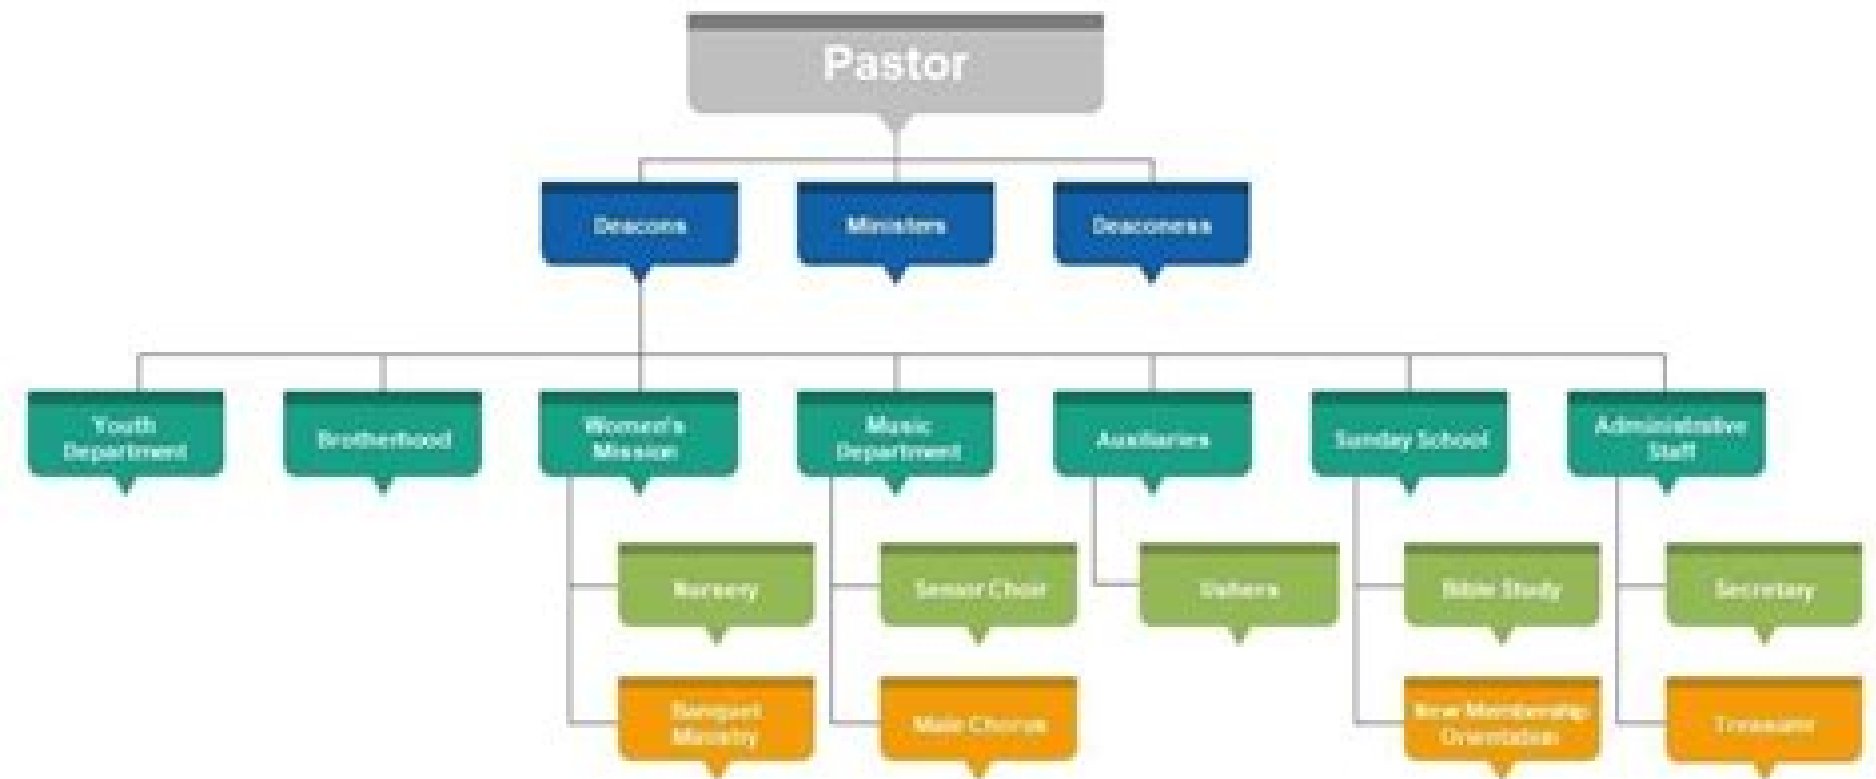 Pastor
Deacons
Ministers
Deaconess
Youth
Department
Brotherhood
Women's
Mission
Music
Department
Auxiliaries
Sunday School
Administrative
Staff
Nursery
Senior Choir
Ushers
Bible Study
Secretary
Banquet
Ministry
Male Chorus
New Membership
Orientation
Treasurer